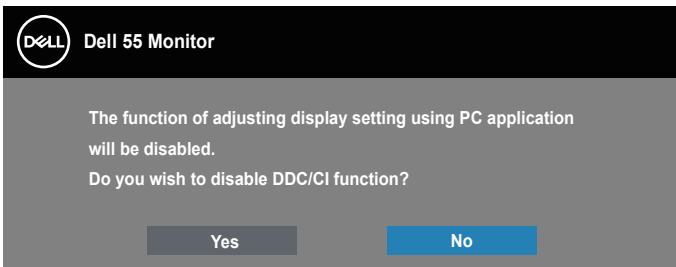 DELL
Dell 55 Monitor
The function of adjusting display setting using PC application
will be disabled.
Do you wish to disable DDC/CI function?
Yes
No